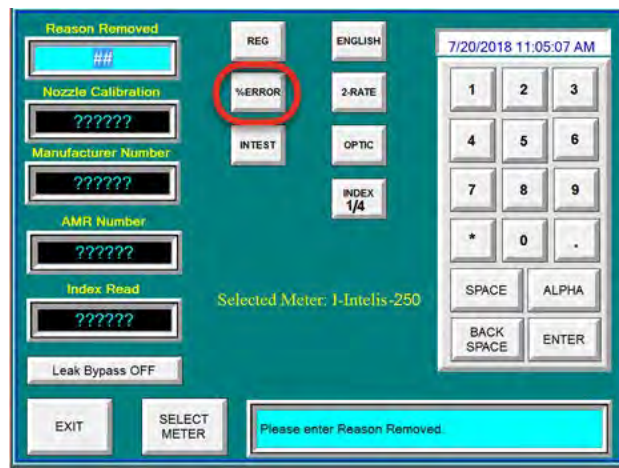 Reason Removed
##
Nozzle Calibration
??????
Manufacturer Number
??????
AMR Number
??????
Index Read
??????
Leak Bypass OFF
EXIT
SELECT
METER
REG
%ERROR
INTEST
ENGLISH
2-RATE
OPTIC
INDEX
1/4
Selected Meter: I-Intelis-250
Please enter Reason Removed.
7/20/2018 11:05:07 AM
1 2 3
4 5 6
7 8 9
* 0 .
SPACE ALPHA
BACK
SPACE
ENTER